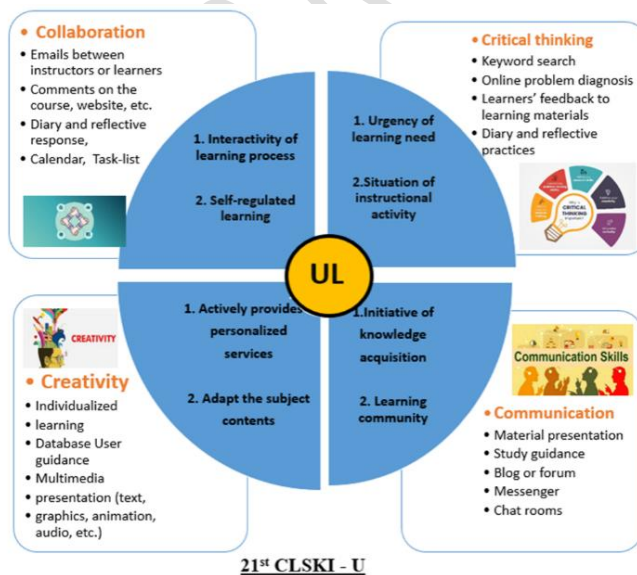 Collaboration
• Emails between
instructors or learners
• Comments on the
course, website, etc.
• Diary and reflective
response,
• Calendar, Task-list
• Critical thinking
• Keyword search
• Online problem diagnosis
• Learners' feedback to
learning materials
• Diary and reflective
practices
CRITICAL
THINKING
1. Interactivity of
learning process
2. Self-regulated
learning
1. Urgency of
learning need
2.Situation of
instructional
activity
UL
1. Actively provides
personalized
services
2. Adapt the subject
contents
1.Initiative of
knowledge
acquisition
2. Learning
community
CREATIVITY
• Creativity
• Individualized
• learning
• Database User
guidance
• Multimedia
• presentation (text,
• graphics, animation,
audio, etc.)
Communication Skills
• Communication
• Material presentation
• Study guidance
• Blog or forum
• Messenger
• Chat rooms
21st CLSKI - U